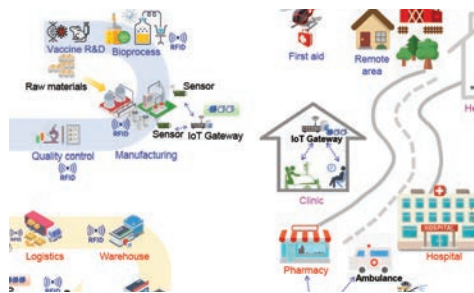 Vaccine R&D
Bioprocess
RFID
Raw materials
Sensor
RFID
Sensor
IoT Gateway
Quality control
Manufacturing
RFID
First aid
Remote
area
IoT Gateway
Clinic
He
RFID
Logistics
Warehouse
HOSPITAL
Pharmacy
Ambulance
Hospital
RFID